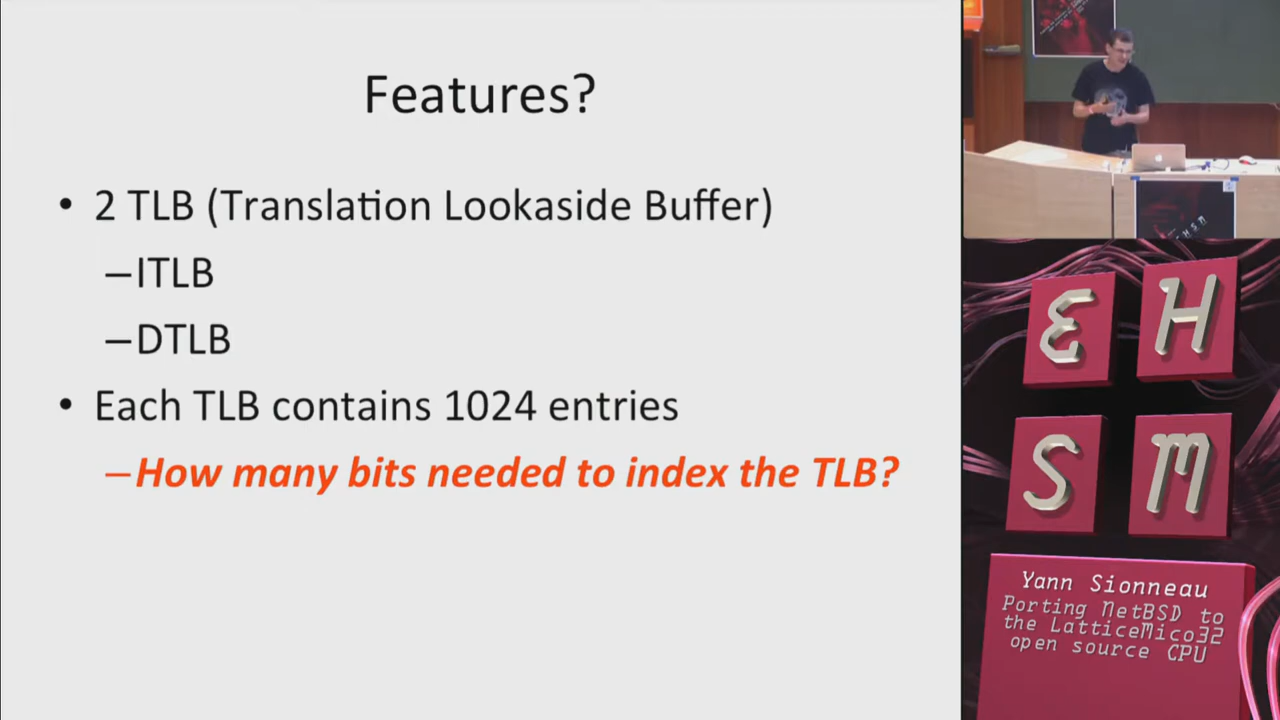 Features?
• 2 TLB (Translation Lookaside Buffer)
–ITLB
–DTLB
• Each TLB contains 1024 entries
–How many bits needed to index the TLB?
E H
S M
Yann Sionneau
Porting NetBSD to
the LatticeMico32
open source CPU